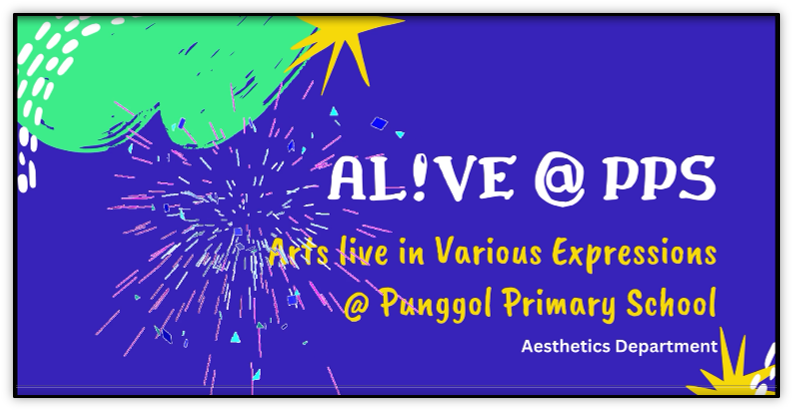 AL!VE @ PPS
Arts live in Various Expressions
@ Punggol Primary School
Aesthetics Department